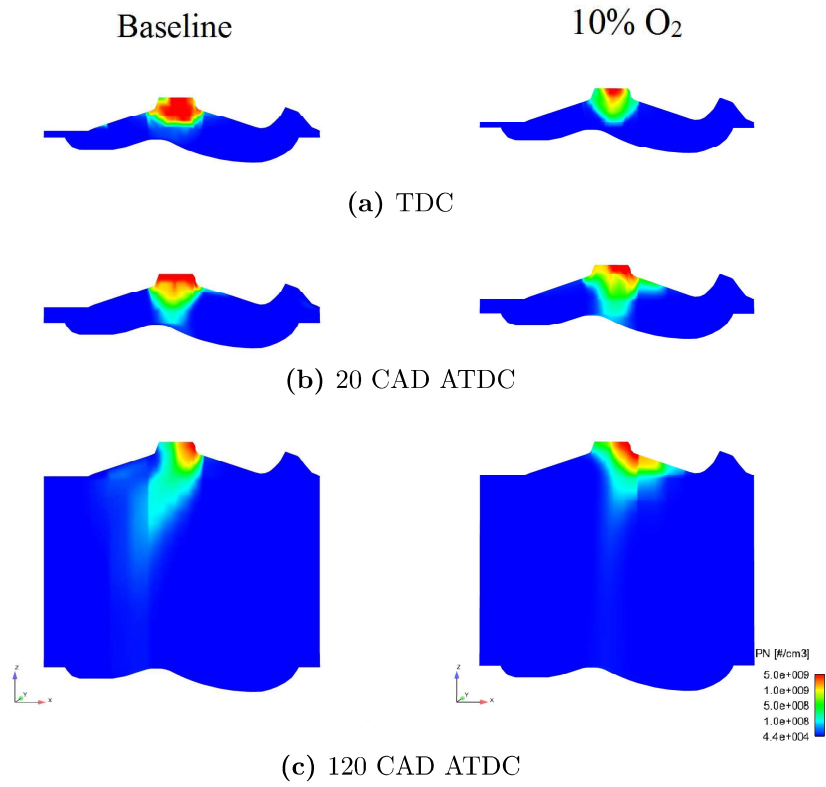 Baseline
10% O₂
(a) TDC
(b) 20 CAD ATDC
(c) 120 CAD ATDC
Z
Y
X
Z
Y
X
PN [#/cm3]
5.0e+009
1.0e+009
5.0e+008
1.0e+008
4.4e+004